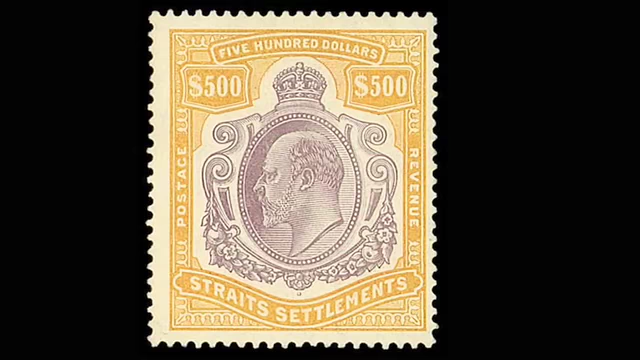 FIVE HUNDRED DOLLARS
$500 $500
POSTAGE
REVENUE
STRAITS SETTLEMENTS